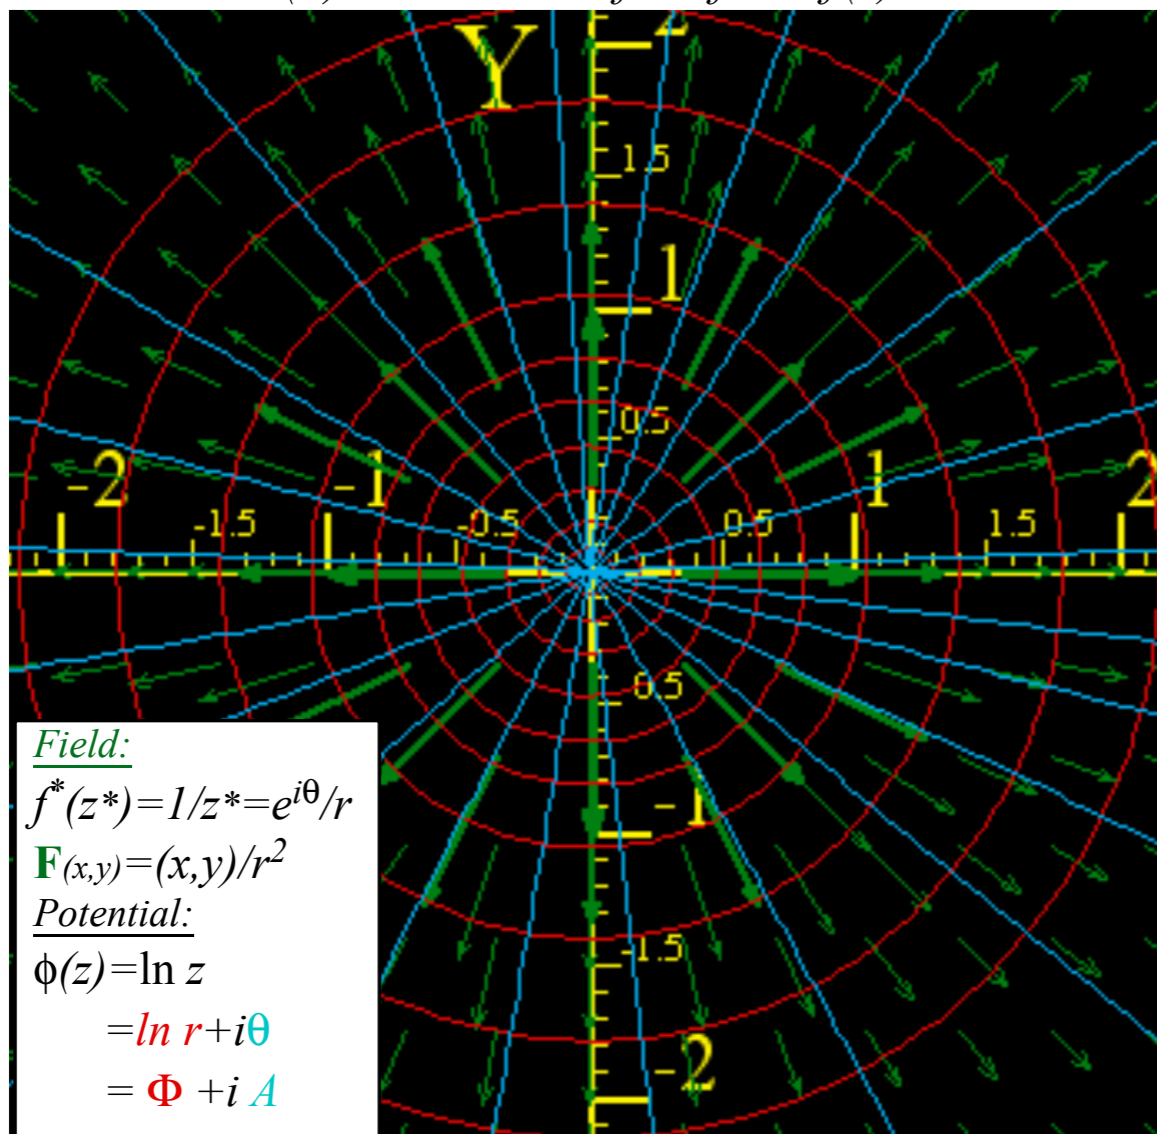 Y
2
1.5
1
0.5
-2
-1.5
-1
-0.5
0.5
1
1.5
2
0.5
-1
-1.5
-2
Field:
f*(z*)=1/z*=e^{iθ}/r
F(x,y)=(x,y)/r²
Potential:
ϕ(z)=ln z
=ln r+iθ
= Φ +i A